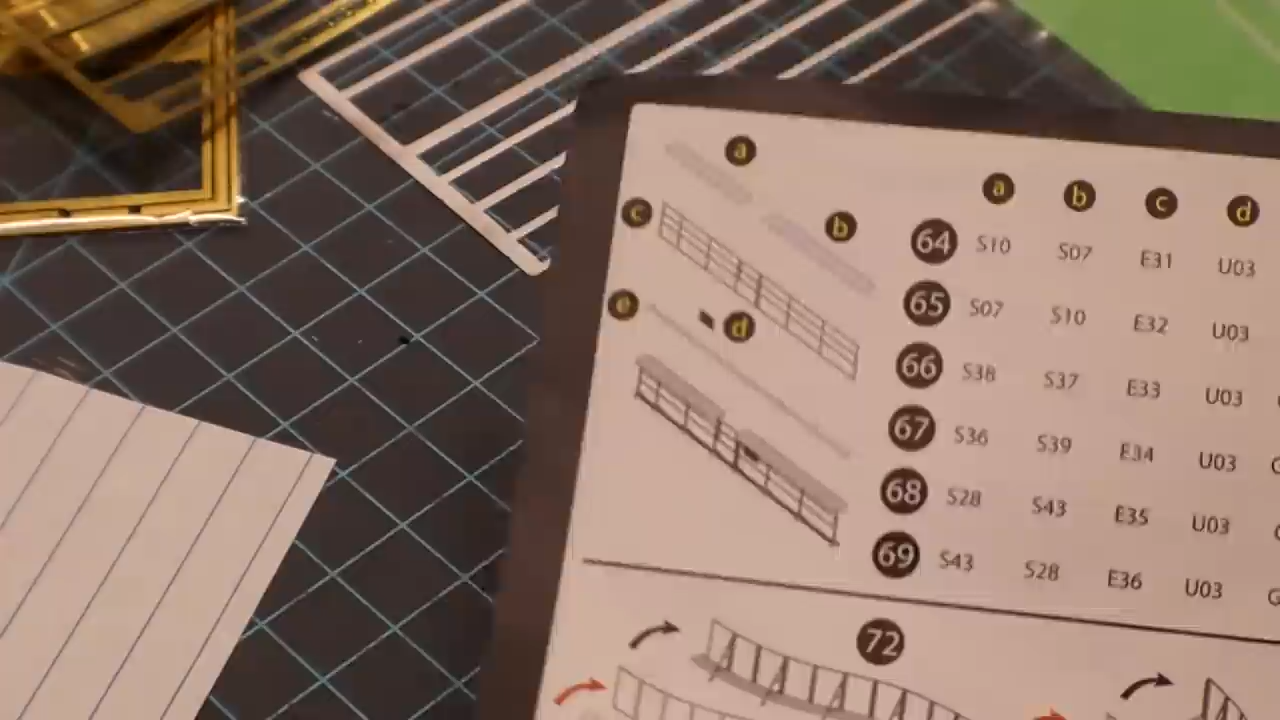 a
a b c d
c
b
64 S10 S07 E31 U03
e
d
65 S07 S10 E32 U03
66 S38 S37 E33 U03
67 S36 S39 E34 U03
68 S28 S43 E35 U03
69 S43 S28 E36 U03
72